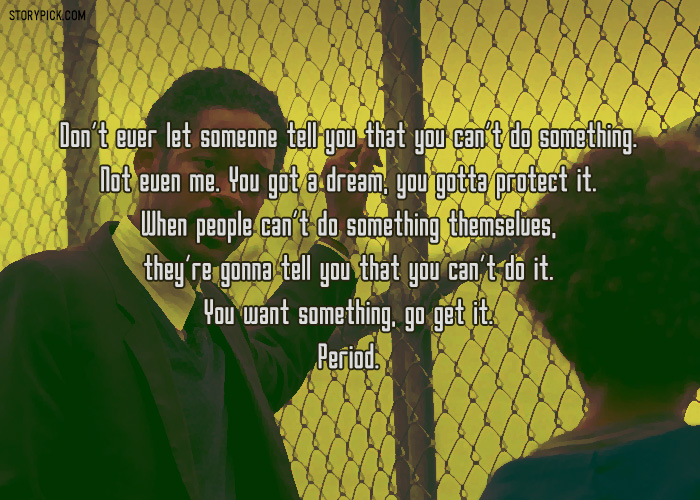 STORYPICK.COM
Don't ever let someone tell you that you can't do something.
Not even me. You got a dream, you gotta protect it.
When people can't do something themselves,
they're gonna tell you that you can't do it.
You want something, go get it.
Period.